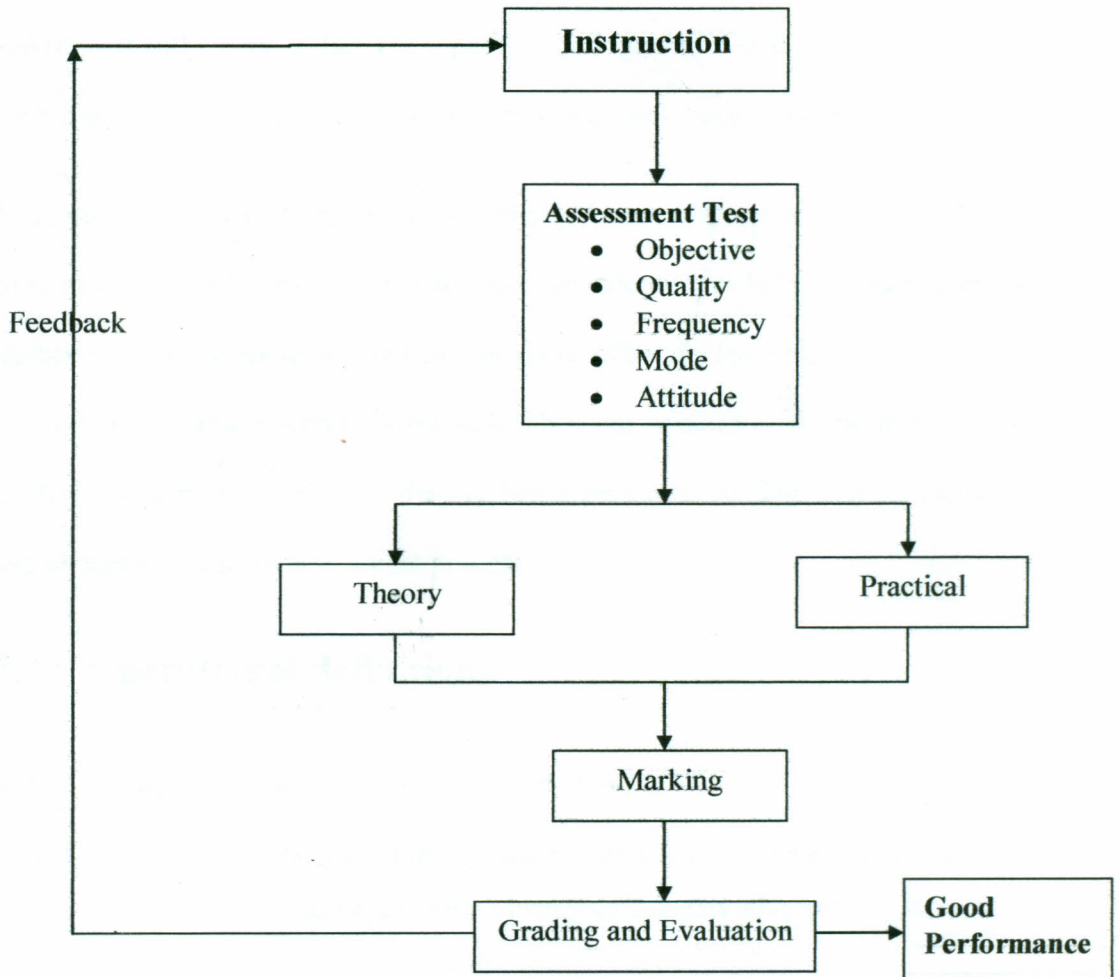 Instruction
Assessment Test
• Objective
• Quality
• Frequency
• Mode
• Attitude
Feedback
Theory
Practical
Marking
Grading and Evaluation
Good
Performance